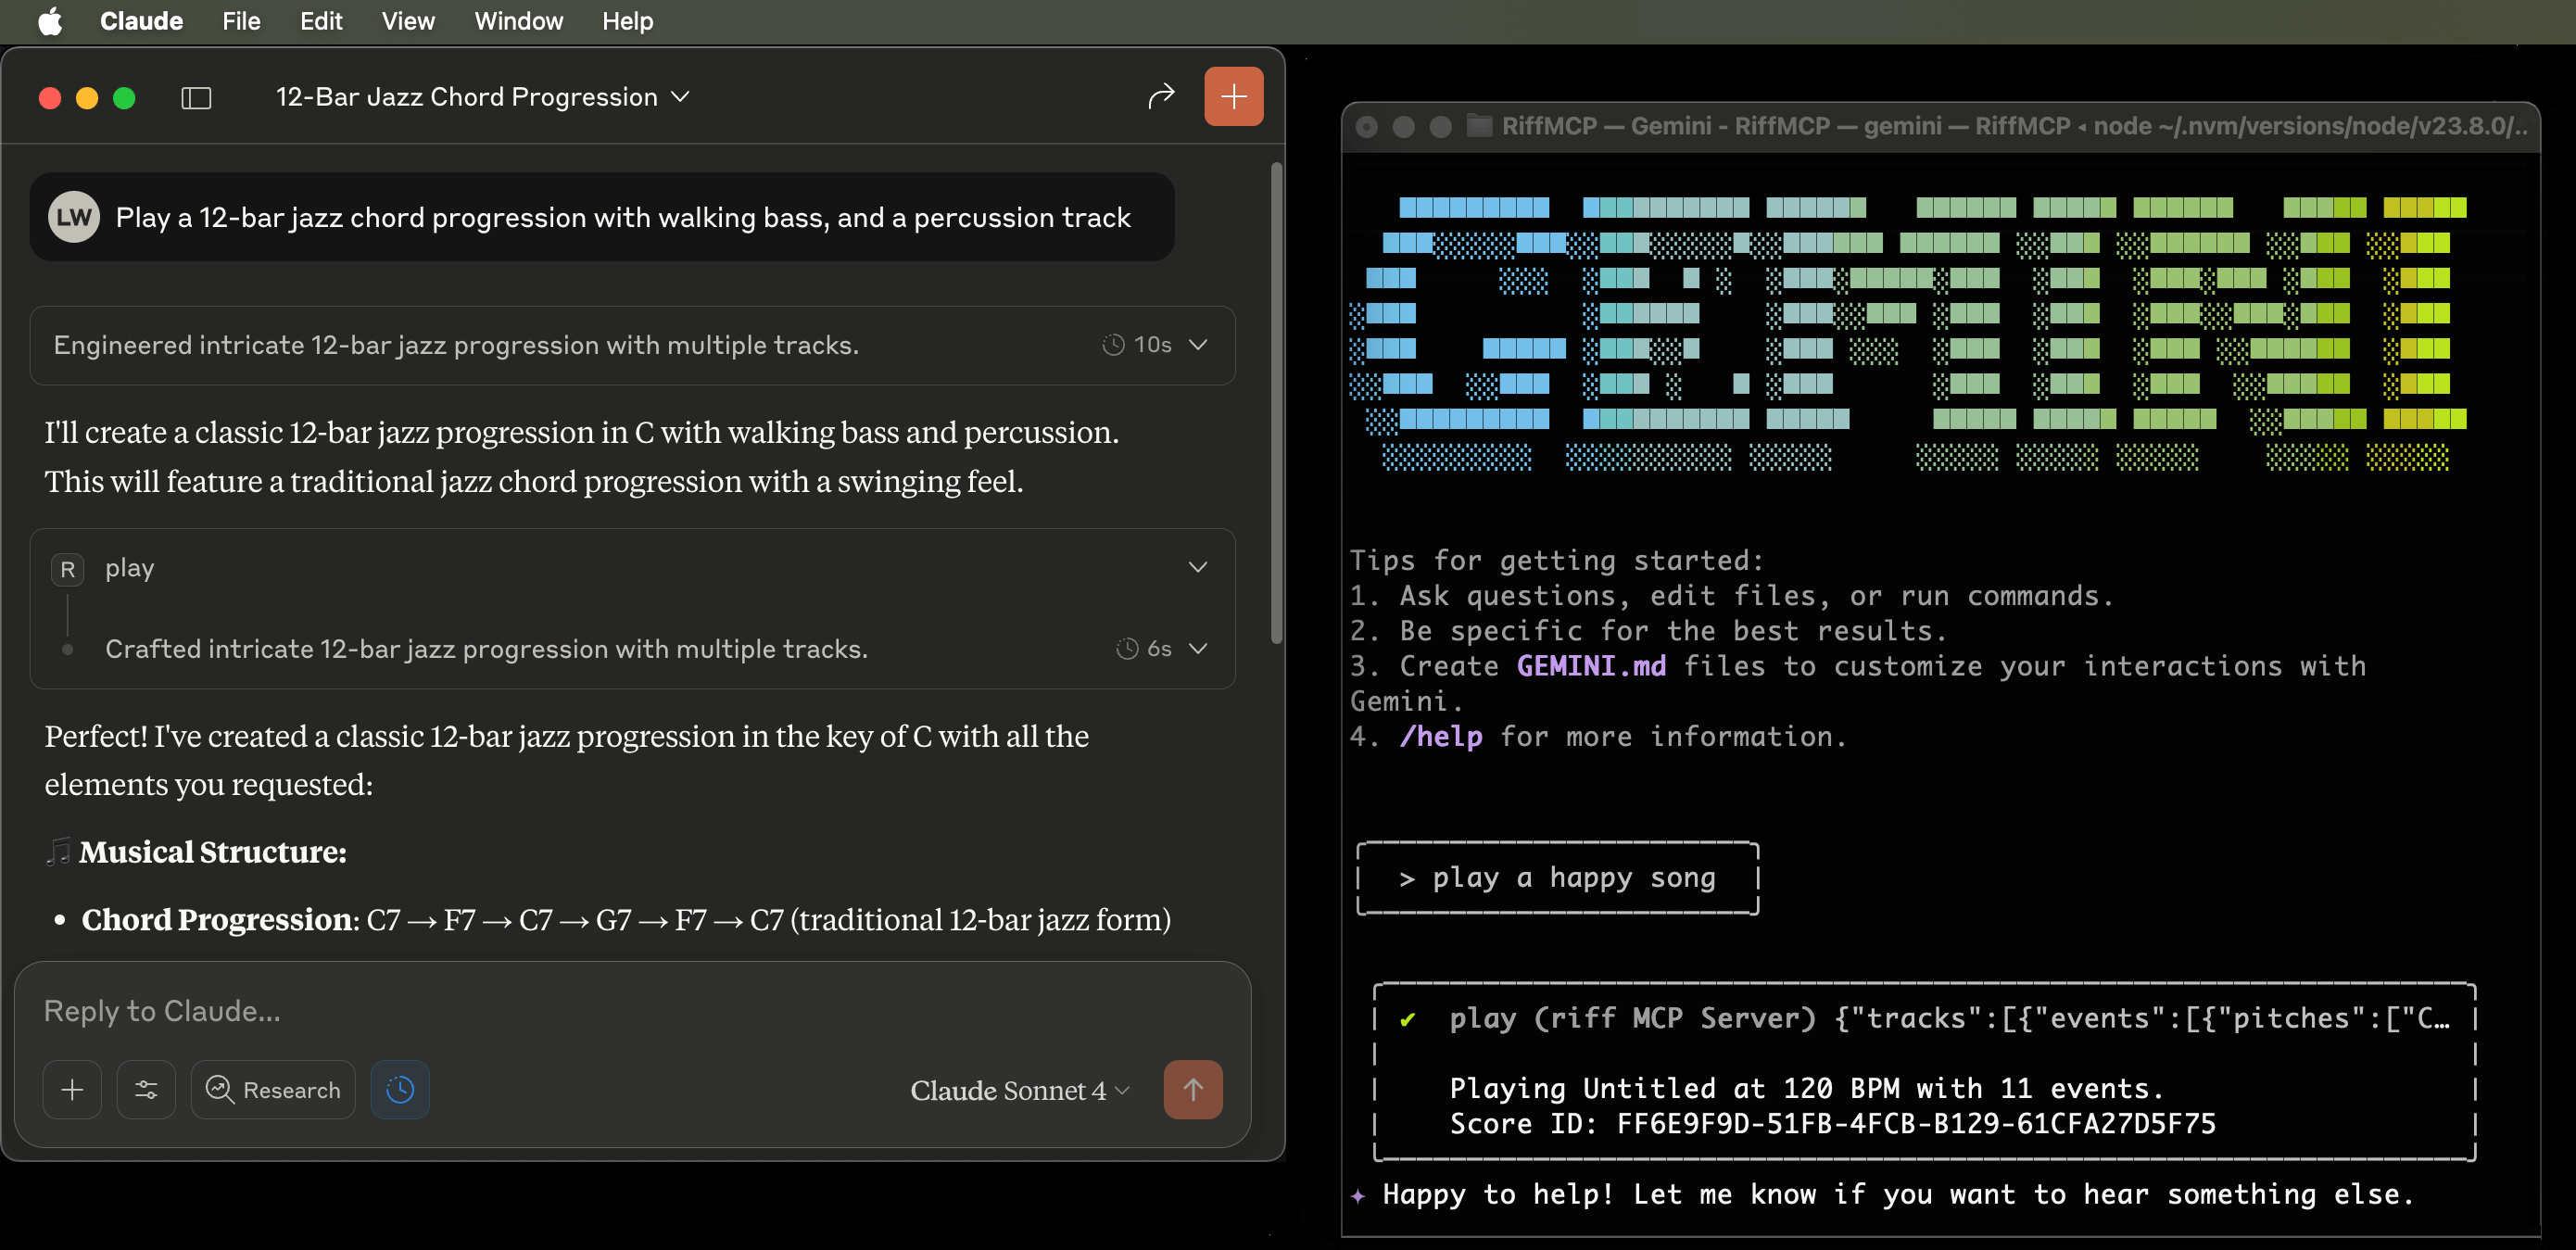 Claude File Edit View Window Help
12-Bar Jazz Chord Progression
LW Play a 12-bar jazz chord progression with walking bass, and a percussion track
Engineered intricate 12-bar jazz progression with multiple tracks. 10s
I'll create a classic 12-bar jazz progression in C with walking bass and percussion.
This will feature a traditional jazz chord progression with a swinging feel.
R play
Crafted intricate 12-bar jazz progression with multiple tracks. 6s
Perfect! I've created a classic 12-bar jazz progression in the key of C with all the
elements you requested:
🎵 Musical Structure:
• Chord Progression: C7 → F7 → C7 → G7 → F7 → C7 (traditional 12-bar jazz form)
Reply to Claude...
Research
Claude Sonnet 4
RiffMCP — Gemini - RiffMCP — gemini — RiffMCP ◂ node ~/.nvm/versions/node/v23.8.0/..
GEMINI
Tips for getting started:
1. Ask questions, edit files, or run commands.
2. Be specific for the best results.
3. Create GEMINI.md files to customize your interactions with
Gemini.
4. /help for more information.
> play a happy song
✔ play (riff MCP Server) {"tracks":[{"events":[{"pitches":["C…
Playing Untitled at 120 BPM with 11 events.
Score ID: FF6E9F9D-51FB-4FCB-B129-61CFA27D5F75
✦ Happy to help! Let me know if you want to hear something else.